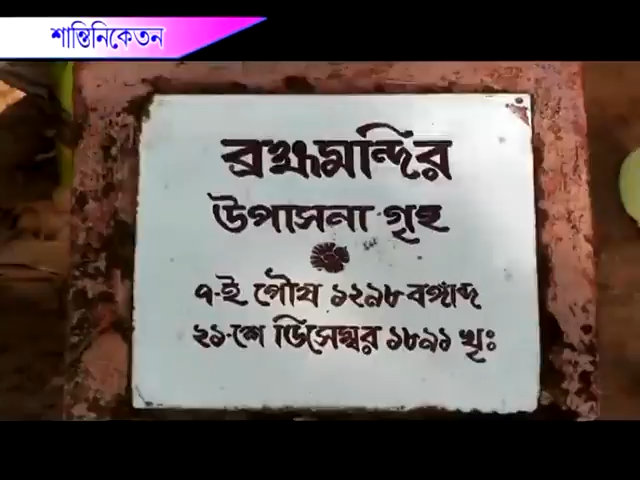 শান্তিনিকেতন
ব্রহ্মমন্দির
উপাসনা গৃহ
৭-ই পৌষ ১২৯৮ বঙ্গাব্দ
২১-শে ডিসেম্বর ১৮৯১ খৃঃ